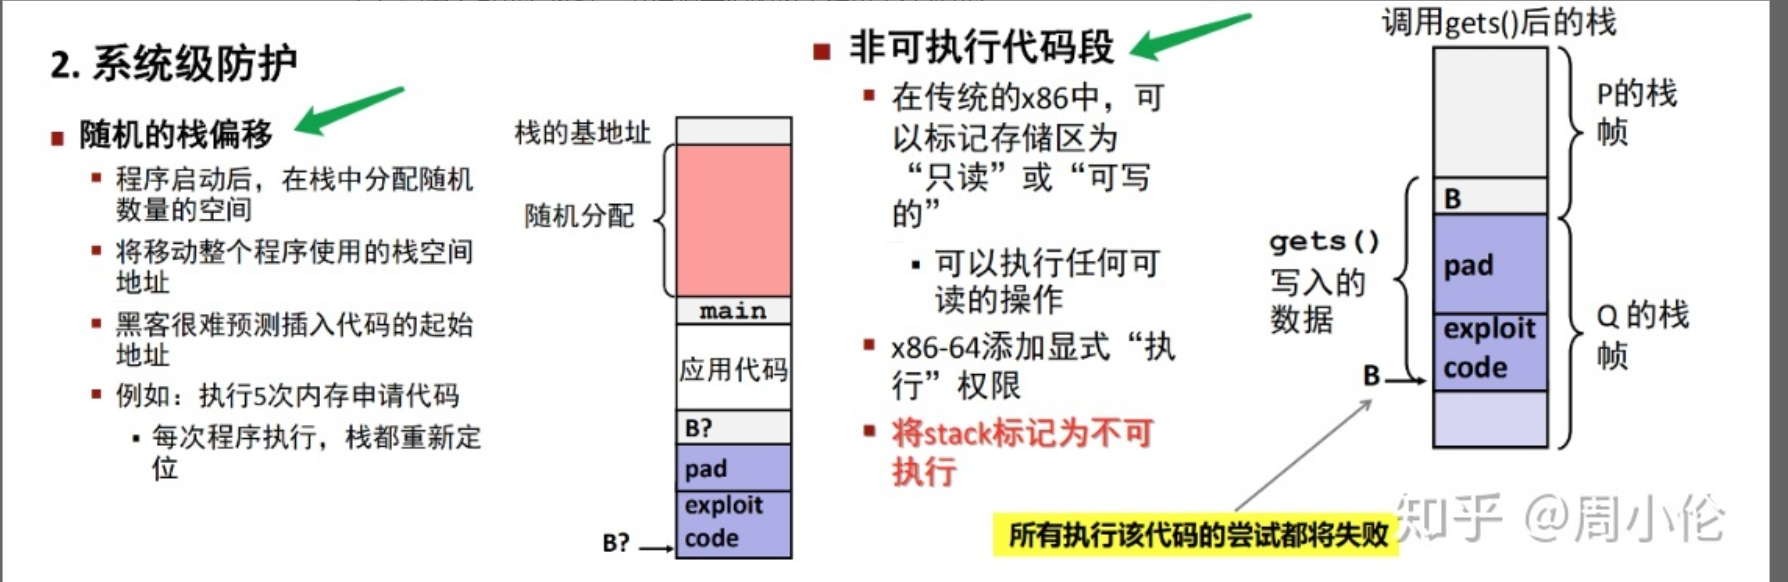 2. 系统级防护
随机的栈偏移
程序启动后，在栈中分配随机
数量的空间
将移动整个程序使用的栈空间
地址
黑客很难预测插入代码的起始
地址
例如：执行5次内存申请代码
每次程序执行，栈都重新定
位
栈的基地址
随机分配
main
应用代码
B?
pad
exploit
code
B?
非可执行代码段
在传统的x86中，可
以标记存储区为
“只读”或“可写
的”
可以执行任何可
读的操作
x86-64添加显式“执
行”权限
将stack标记为不可
执行
所有执行该代码的尝试都将失败
调用gets()后的栈
P的栈
帧
B
gets()
写入的
数据
pad
exploit
code
B
Q 的栈
帧
知乎 @周小伦